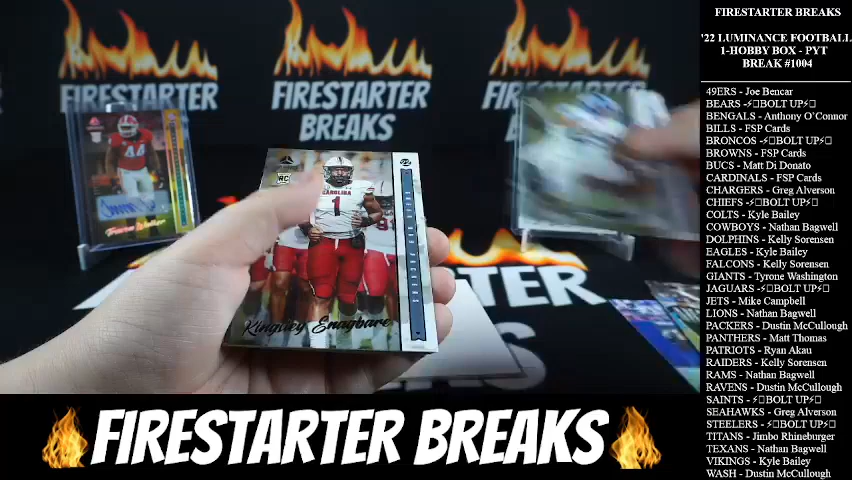 FIRESTARTER BREAKS
'22 LUMINANCE FOOTBALL
1-HOBBY BOX - PYT
BREAK #1004
49ERS - Joe Bencar
BEARS -⚡□BOLT UP⚡□
BENGALS - Anthony O'Connor
BILLS - FSP Cards
BRONCOS -⚡□BOLT UP⚡□
BROWNS - FSP Cards
BUCS - Matt Di Donato
CARDINALS - FSP Cards
CHARGERS - Greg Alverson
CHIEFS -⚡□BOLT UP⚡□
COLTS - Kyle Bailey
COWBOYS - Nathan Bagwell
DOLPHINS - Kelly Sorensen
EAGLES - Kyle Bailey
FALCONS - Kelly Sorensen
GIANTS - Tyrone Washington
JAGUARS -⚡□BOLT UP⚡□
JETS - Mike Campbell
LIONS - Nathan Bagwell
PACKERS - Dustin McCullough
PANTHERS - Matt Thomas
PATRIOTS - Ryan Akau
RAIDERS - Kelly Sorensen
RAMS - Nathan Bagwell
RAVENS - Dustin McCullough
SAINTS - ⚡□BOLT UP⚡□
SEAHAWKS - Greg Alverson
STEELERS - ⚡□BOLT UP⚡□
TITANS - Jimbo Rhineburger
TEXANS - Nathan Bagwell
VIKINGS - Kyle Bailey
WASH - Dustin McCullough
FIRESTARTER
BREAKS
FIRESTARTER
BREAKS
FIRESTARTER
44
RC
CAROLINA
1
Kingsley Enagbare
TER
FIRESTARTER BREAKS